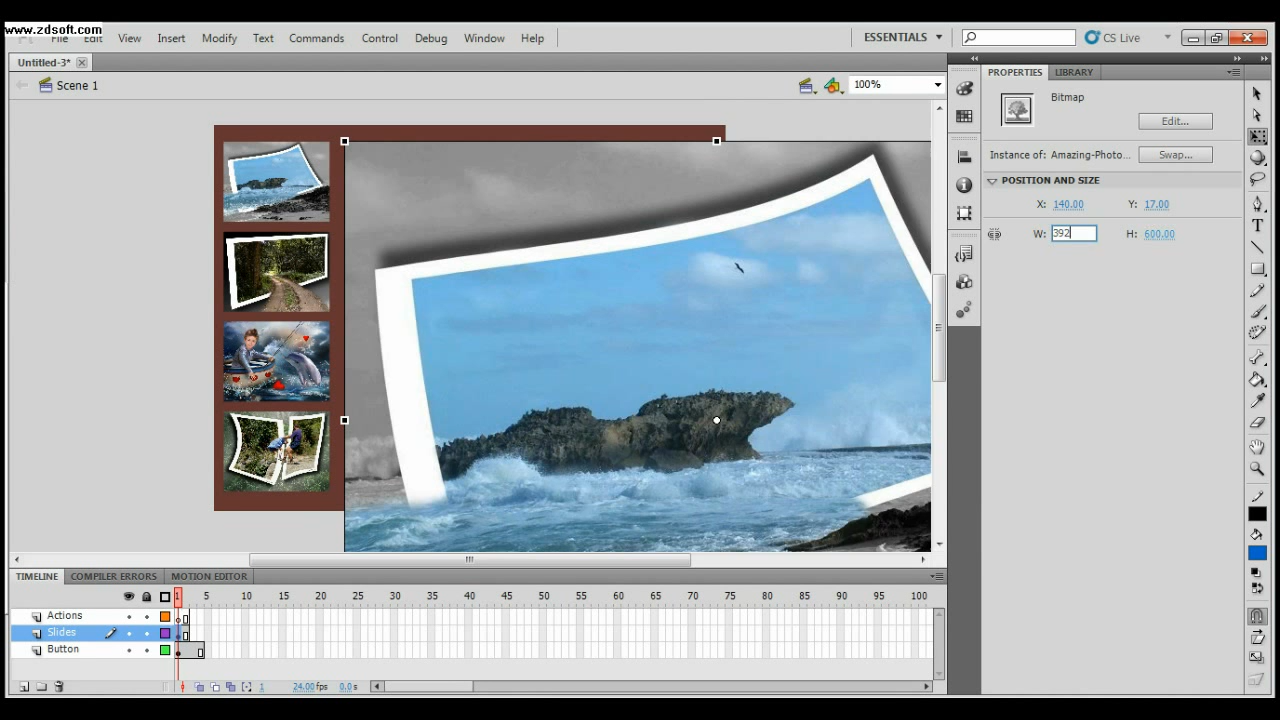 www.zdsoft.com
File Edit View Insert Modify Text Commands Control Debug Window Help
ESSENTIALS
CS Live
Untitled-3*
Scene 1
100%
PROPERTIES LIBRARY
Bitmap
Edit...
Instance of: Amazing-Photo... Swap...
POSITION AND SIZE
X: 140.00 Y: 17.00
W: 392 H: 600.00
TIMELINE COMPILER ERRORS MOTION EDITOR
1 5 10 15 20 25 30 35 40 45 50 55 60 65 70 75 80 85 90 95 100
Actions
Slides
Button
1 24.00 fps 0.0 s